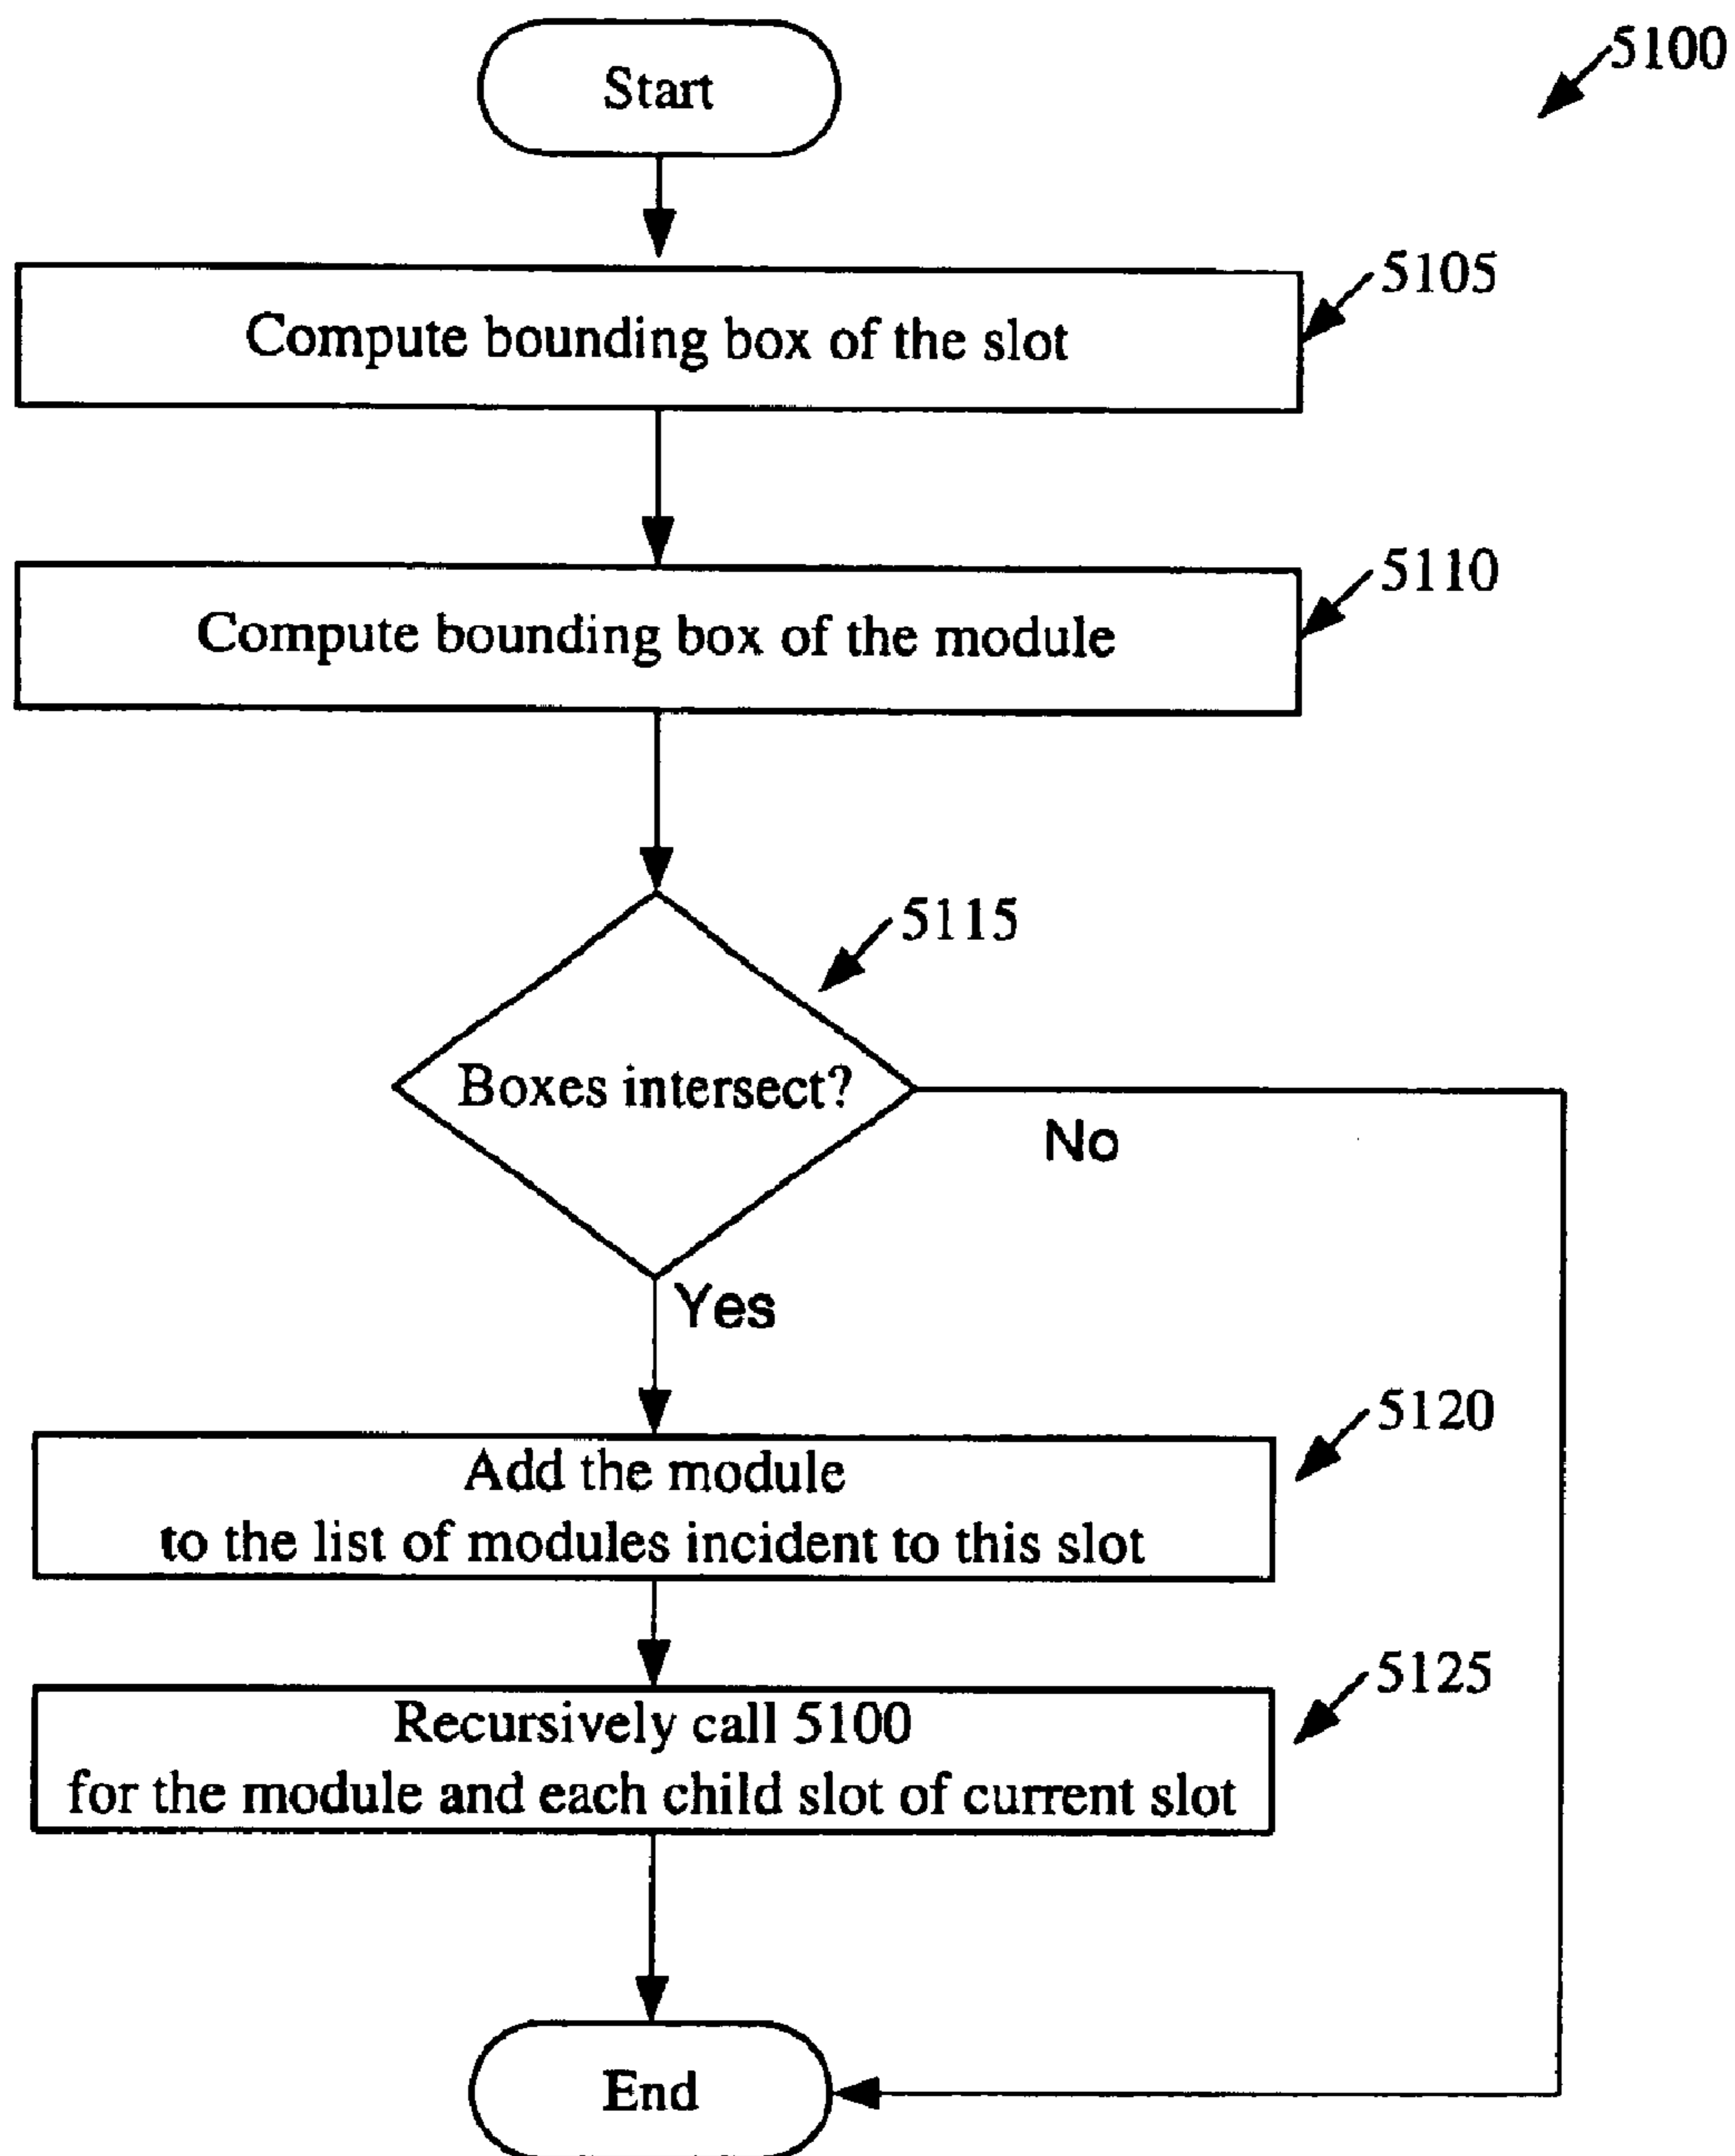 Start
5100
5105
Compute bounding box of the slot
5110
Compute bounding box of the module
5115
Boxes intersect?
No
Yes
5120
Add the module
to the list of modules incident to this slot
5125
Recursively call 5100
for the module and each child slot of current slot
End